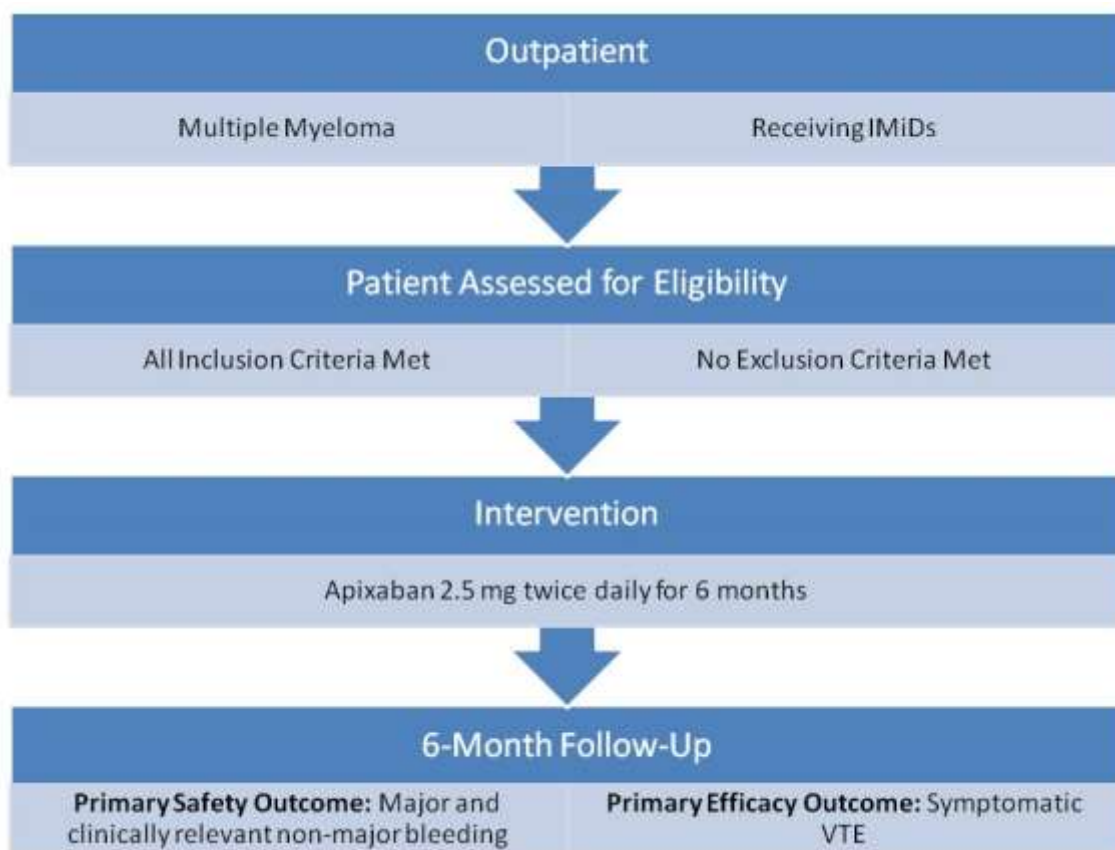 Outpatient
Multiple Myeloma
Receiving IMiDs
Patient Assessed for Eligibility
All Inclusion Criteria Met
No Exclusion Criteria Met
Intervention
Apixaban 2.5 mg twice daily for 6 months
6-Month Follow-Up
Primary Safety Outcome: Major and
clinically relevant non-major bleeding
Primary Efficacy Outcome: Symptomatic
VTE